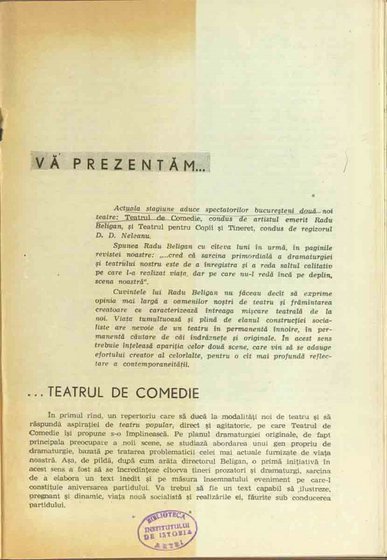 VĂ PREZENTĂM...
Actuala stagiune aduce spectatorilor bucureșteni două noi
teatre: Teatrul de Comedie, condus de artistul emerit Radu
Beligan, și Teatrul pentru Copii și Tineret, condus de regizorul
D. D. Neleanu.
Spunea Radu Beligan cu cîteva luni în urmă, în paginile
revistei noastre: „...cred că sarcina primordială a dramaturgiei
și teatrului nostru este de a înregistra și a reda saltul calitativ
pe care l-a realizat viața, dar pe care nu-l redă încă pe deplin,
scena noastră".
Cuvintele lui Radu Beligan nu făceau decît să exprime
opinia mai largă a oamenilor noștri de teatru și frămîntarea
creatoare ce caracterizează întreaga mișcare teatrală de la
noi. Viața tumultuoasă și plină de elanul construcției socia-
liste are nevoie de un teatru în permanentă înnoire, în per-
manentă căutare de căi îndrăznețe și originale. În acest sens
trebuie înțeleasă apariția celor două scene, care vin să se adauge
efortului creator al celorlalte, pentru o cît mai profundă reflec-
tare a contemporaneității.
...TEATRUL DE COMEDIE
În primul rînd, un repertoriu care să ducă la modalități noi de teatru și să
răspundă aspirației de teatru popular, direct și agitatoric, pe care Teatrul de
Comedie își propune s-o împlinească. Pe planul dramaturgiei originale, de fapt
principala preocupare a noii scene, se studiază abordarea unui gen propriu de
dramaturgie, bazată pe tratarea problematicii celei mai actuale furnizate de viața
noastră. Așa, de pildă, după cum arăta directorul Beligan, o primă inițiativă în
acest sens a fost să se încredințeze cîtorva tineri prozatori și dramaturgi, sarcina
de a elabora un text inedit și pe măsura însemnatului eveniment pe care-l
constituie aniversarea partidului. Va trebui să fie un text capabil să ilustreze,
pregnant și dinamic, viața nouă socialistă și realizările ei, făurite sub conducerea
partidului.
BIBLIOTECA
INSTITUTULUI
DE ISTORIA
ARTEI